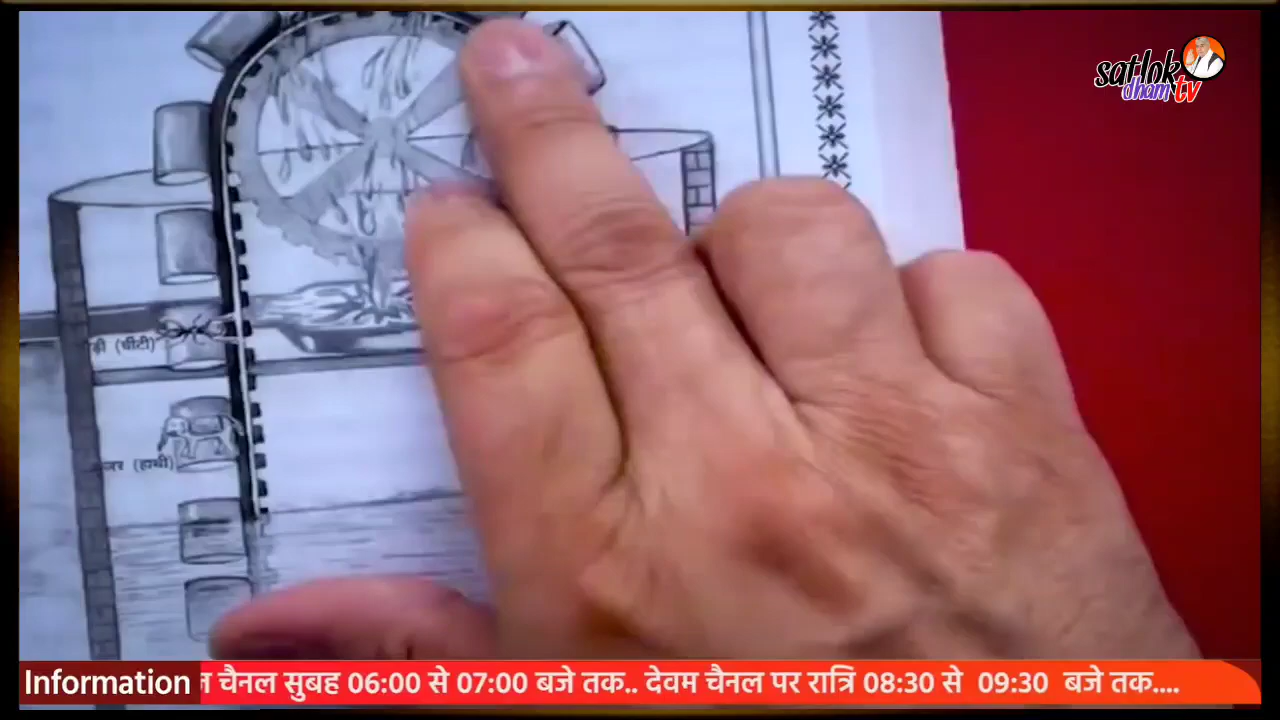 satlok
dham tv
(चींटी)
(हाथी)
Information
चैनल सुबह 06:00 से 07:00 बजे तक.. देवम चैनल पर रात्रि 08:30 से 09:30 बजे तक....